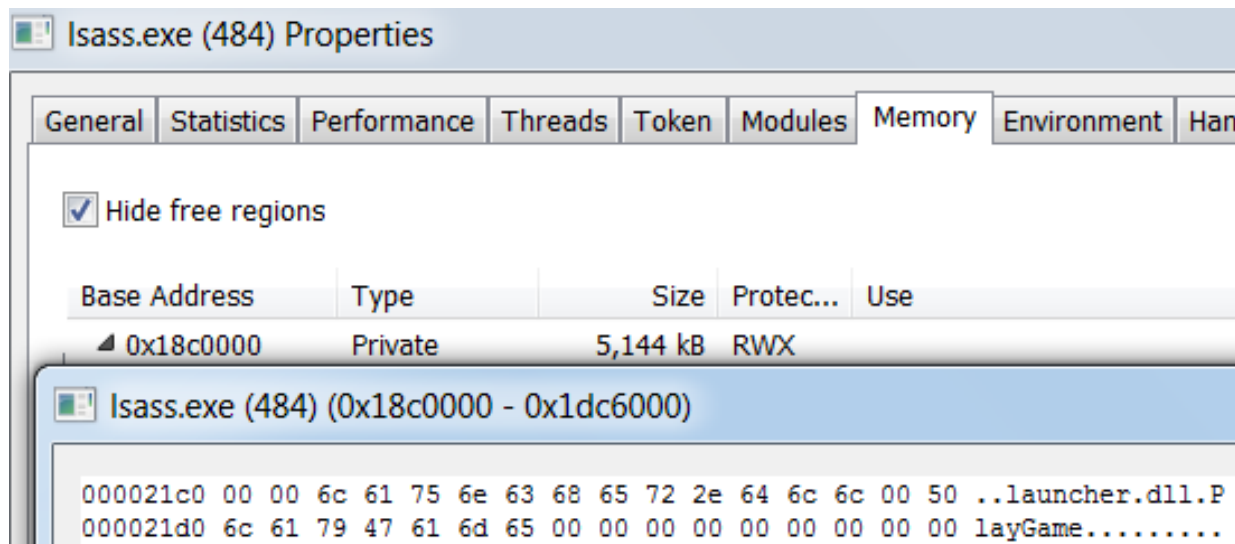 lsass.exe (484) Properties
General Statistics Performance Threads Token Modules Memory Environment Han
Hide free regions
Base Address Type Size Protec... Use
0x18c0000 Private 5,144 kB RWX
lsass.exe (484) (0x18c0000 - 0x1dc6000)
000021c0 00 00 6c 61 75 6e 63 68 65 72 2e 64 6c 6c 00 50 ..launcher.dll.P
000021d0 6c 61 79 47 61 6d 65 00 00 00 00 00 00 00 00 00 layGame.........